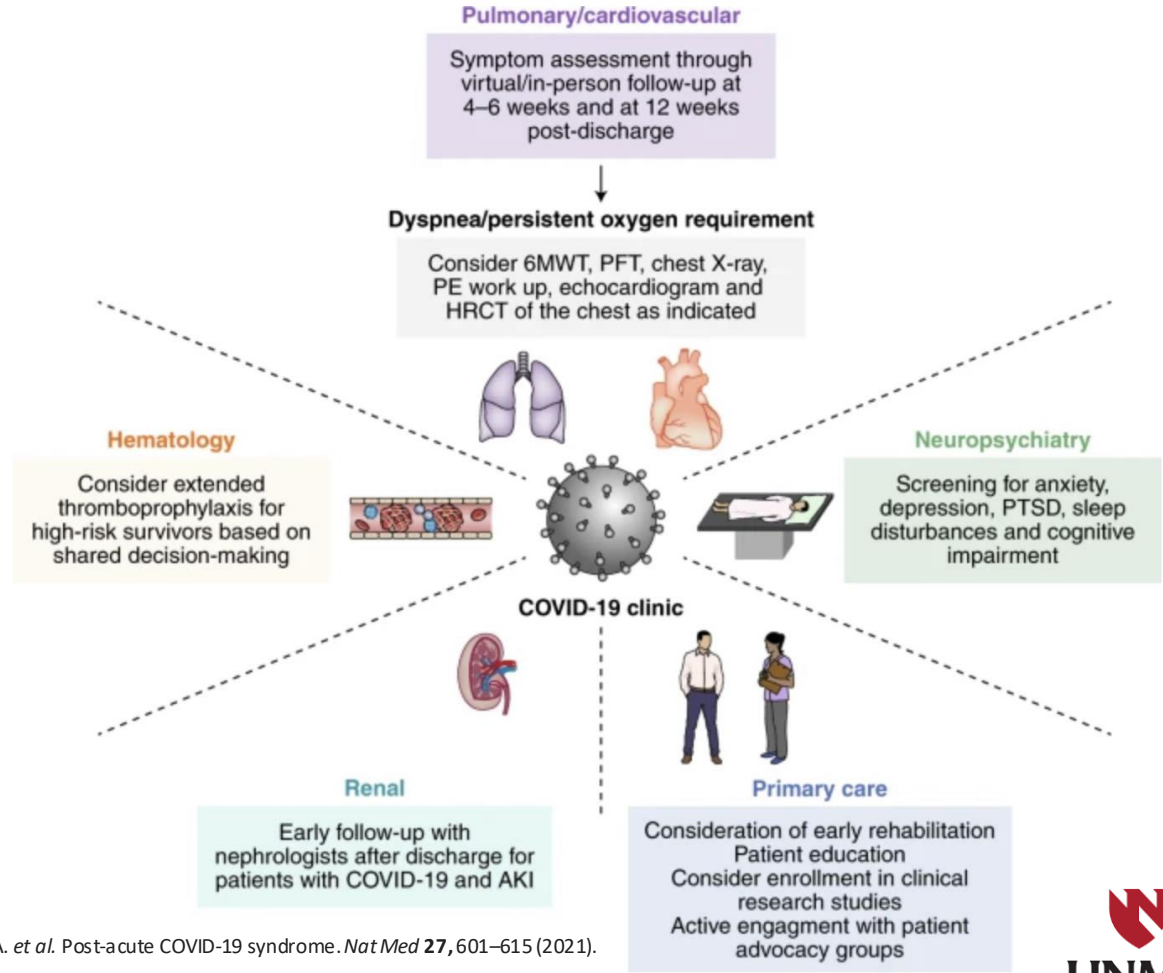 Pulmonary/cardiovascular
Symptom assessment through
virtual/in-person follow-up at
4–6 weeks and at 12 weeks
post-discharge
Dyspnea/persistent oxygen requirement
Consider 6MWT, PFT, chest X-ray,
PE work up, echocardiogram and
HRCT of the chest as indicated
Hematology
Consider extended
thromboprophylaxis for
high-risk survivors based on
shared decision-making
Neuropsychiatry
Screening for anxiety,
depression, PTSD, sleep
disturbances and cognitive
impairment
COVID-19 clinic
Renal
Early follow-up with
nephrologists after discharge for
patients with COVID-19 and AKI
Primary care
Consideration of early rehabilitation
Patient education
Consider enrollment in clinical
research studies
Active engagment with patient
advocacy groups
A. et al. Post-acute COVID-19 syndrome. Nat Med 27, 601–615 (2021).